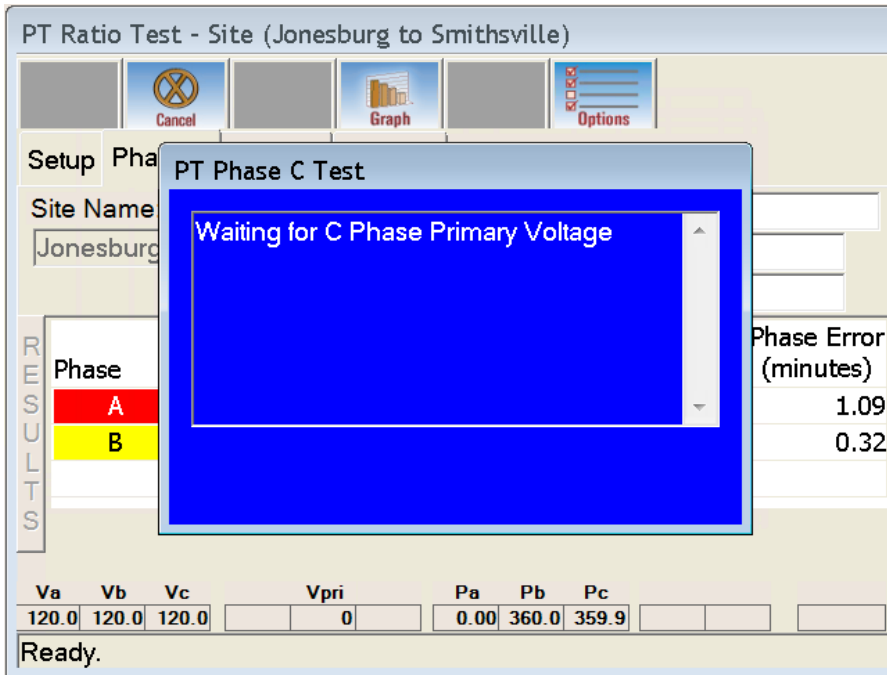 PT Ratio Test - Site (Jonesburg to Smithsville)
Cancel
Graph
Options
Setup Pha
PT Phase C Test
Site Name:
Jonesburg
Waiting for C Phase Primary Voltage
RESULTS
Phase
Phase Error
(minutes)
A 1.09
B 0.32
Va Vb Vc Vpri Pa Pb Pc
120.0 120.0 120.0 0 0.00 360.0 359.9
Ready.